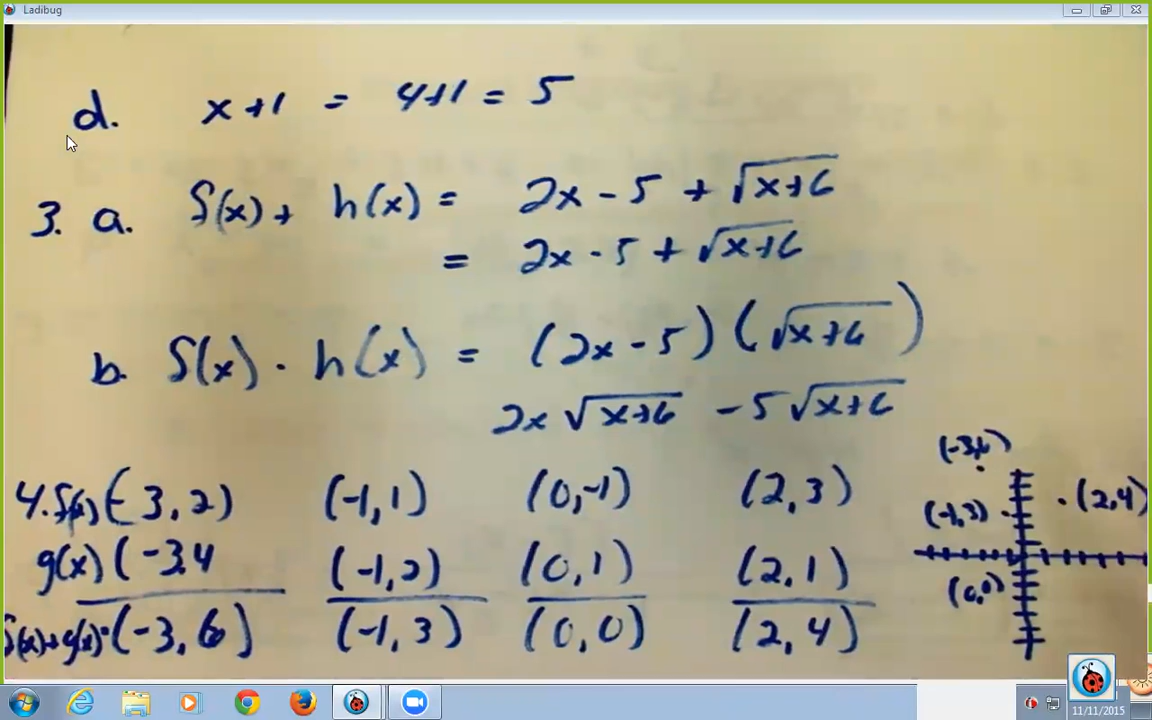 Ladibug
d. x+1 = 4+1 = 5
3. a. f(x) + h(x) = 2x - 5 + √(x+6)
= 2x - 5 + √(x+6)
b. f(x) · h(x) = (2x - 5)(√(x+6))
2x√(x+6) - 5√(x+6)
(-3,6)
4. f(x) (-3, 2) (-1, 1) (0, -1) (2, 3)
(-1,3) (2,4)
g(x) (-3,4 (-1, 2) (0, 1) (2, 1)
(0,0)
f(x)+g(x)=(-3, 6) (-1, 3) (0, 0) (2, 4)
11/11/2015